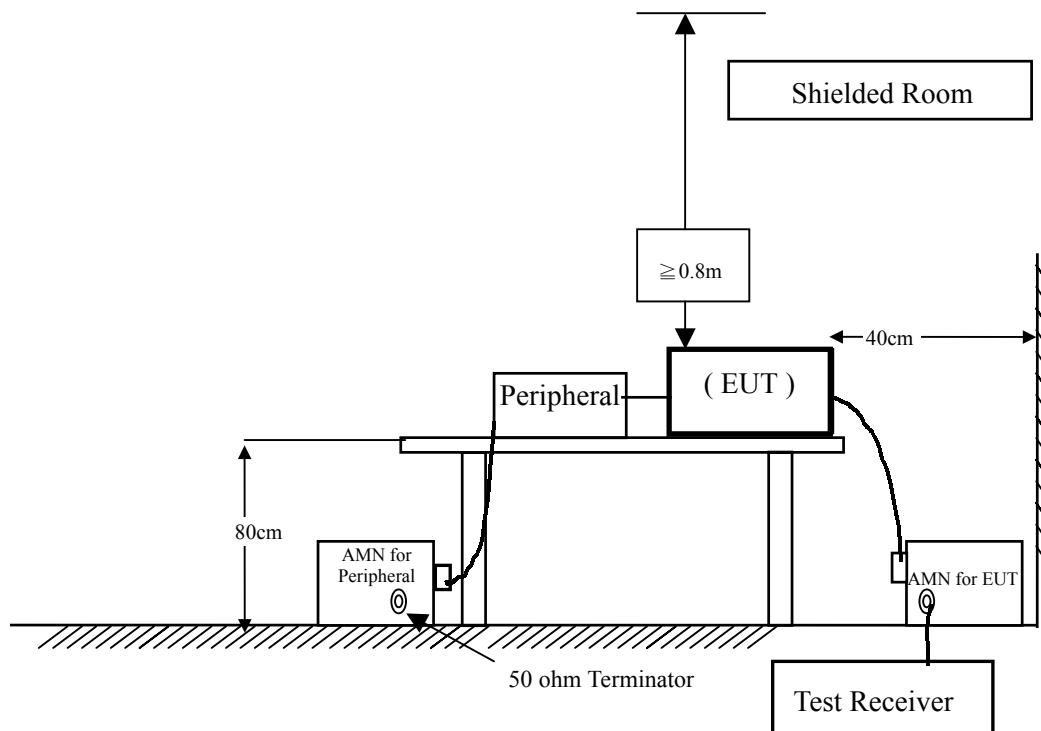 Shielded Room
≧0.8m
40cm
Peripheral
( EUT )
80cm
AMN for
Peripheral
AMN for EUT
50 ohm Terminator
Test Receiver